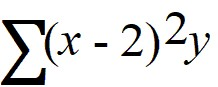 ∑(x - 2)²y